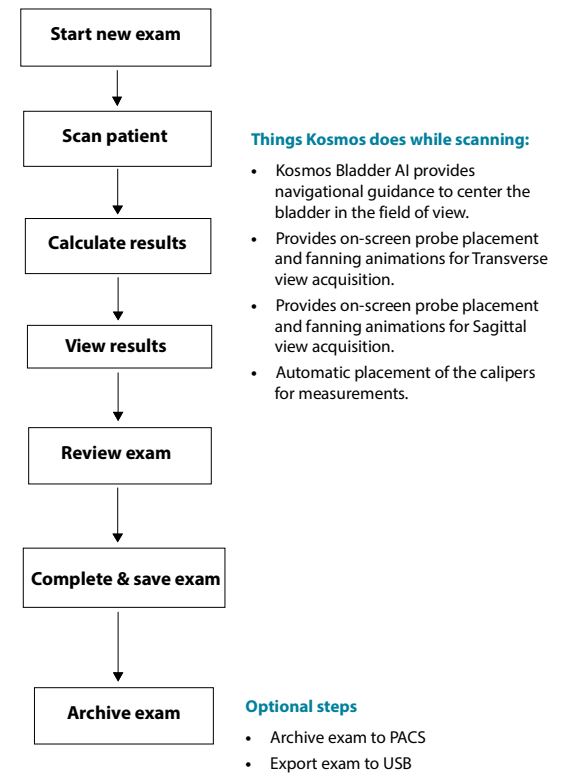 Start new exam
Scan patient
Things Kosmos does while scanning:
• Kosmos Bladder AI provides
navigational guidance to center the
bladder in the field of view.
• Provides on-screen probe placement
and fanning animations for Transverse
view acquisition.
• Provides on-screen probe placement
and fanning animations for Sagittal
view acquisition.
• Automatic placement of the calipers
for measurements.
Calculate results
View results
Review exam
Complete & save exam
Archive exam
Optional steps
• Archive exam to PACS
• Export exam to USB